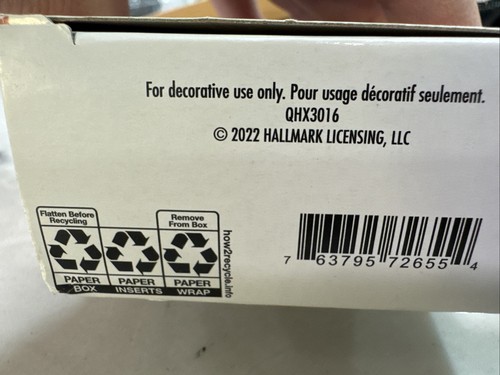 For decorative use only. Pour usage décoratif seulement.
QHX3016
© 2022 HALLMARK LICENSING, LLC
Flatten Before
Recycling
Remove
From Box
PAPER
BOX
PAPER
INSERTS
PAPER
WRAP
how2recycle.info
7 63795 72655 4